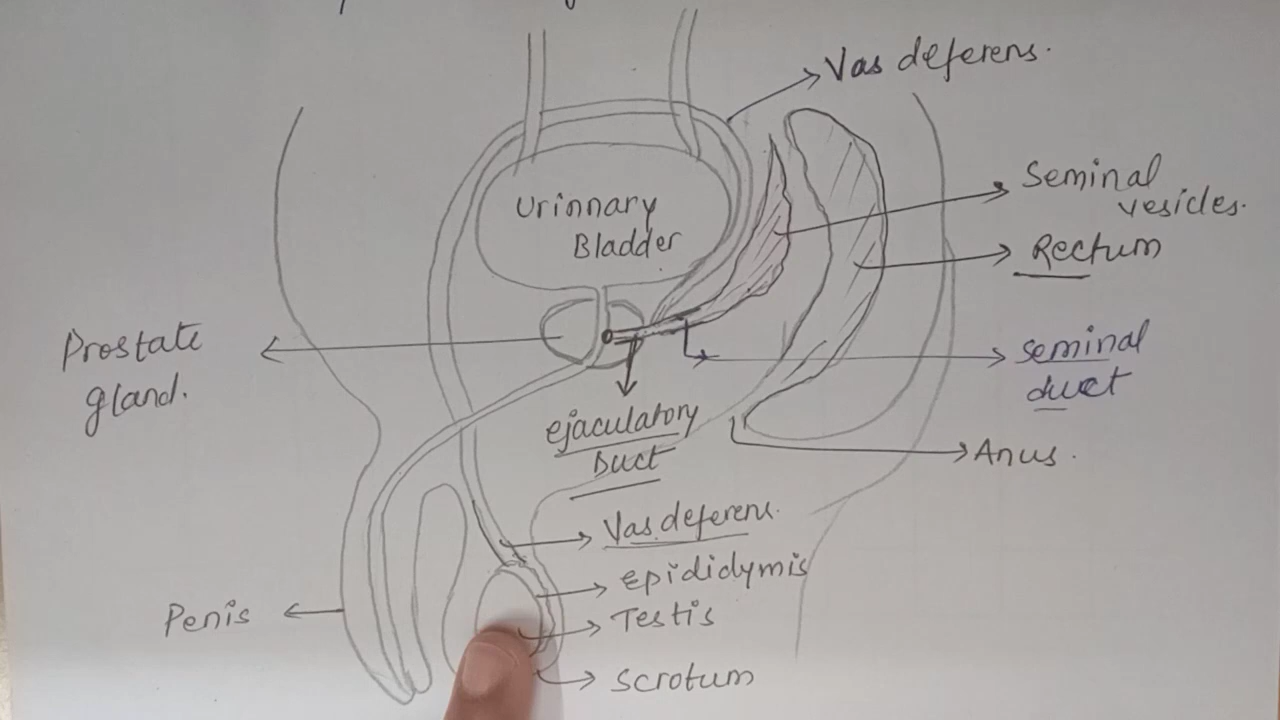 Vas deferens.
Seminal
vesicles.
Urinnary
Bladder
Rectum
Prostate
gland.
seminal
duct
ejaculatory
Duct
Anus.
Vas deferens.
Epididymis
Testis
Penis
Scrotum